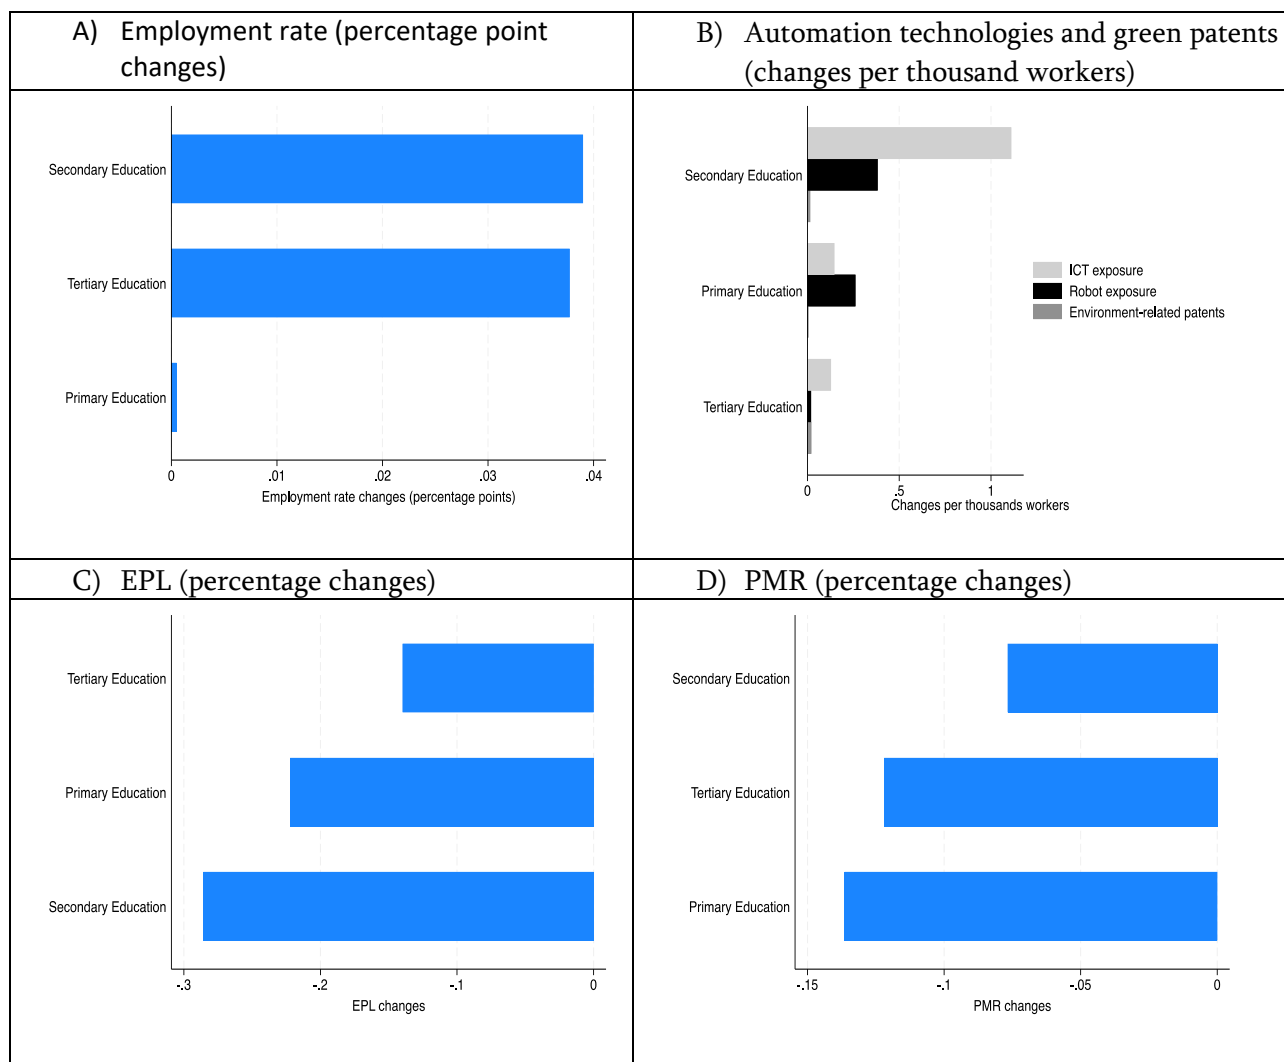 A) Employment rate (percentage point
changes)
B) Automation technologies and green patents
(changes per thousand workers)
Secondary Education
Tertiary Education
Primary Education
0 .01 .02 .03 .04
Employment rate changes (percentage points)
Secondary Education
Primary Education
Tertiary Education
ICT exposure
Robot exposure
Environment-related patents
0 .5 1
Changes per thousands workers
C) EPL (percentage changes)
D) PMR (percentage changes)
Tertiary Education
Primary Education
Secondary Education
-.3 -.2 -.1 0
EPL changes
Secondary Education
Tertiary Education
Primary Education
-.15 -.1 -.05 0
PMR changes